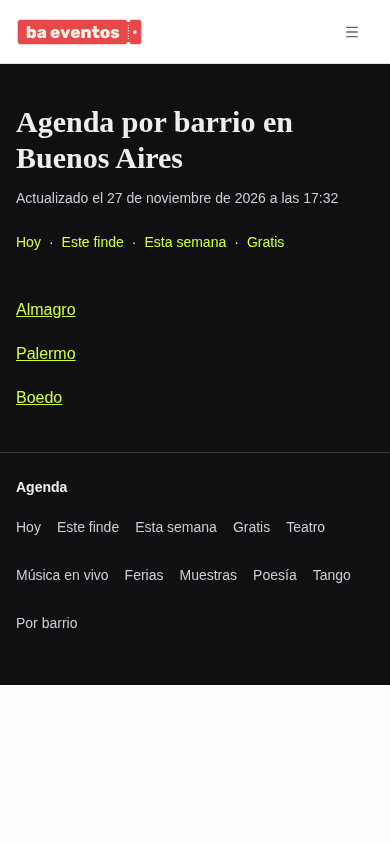 ba eventos
Agenda por barrio en
Buenos Aires
Actualizado el 27 de noviembre de 2026 a las 17:32
Hoy · Este finde · Esta semana · Gratis
Almagro
Palermo
Boedo
Agenda
Hoy Este finde Esta semana Gratis Teatro
Música en vivo Ferias Muestras Poesía Tango
Por barrio